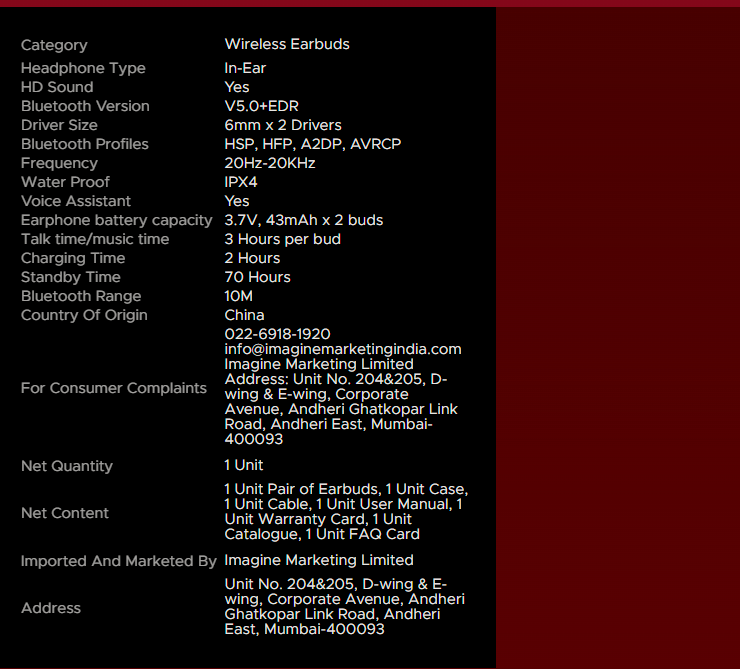 Category Wireless Earbuds
Headphone Type In-Ear
HD Sound Yes
Bluetooth Version V5.0+EDR
Driver Size 6mm x 2 Drivers
Bluetooth Profiles HSP, HFP, A2DP, AVRCP
Frequency 20Hz-20KHz
Water Proof IPX4
Voice Assistant Yes
Earphone battery capacity 3.7V, 43mAh x 2 buds
Talk time/music time 3 Hours per bud
Charging Time 2 Hours
Standby Time 70 Hours
Bluetooth Range 10M
Country Of Origin China
For Consumer Complaints
022-6918-1920
info@imaginemarketingindia.com
Imagine Marketing Limited
Address: Unit No. 204&205, D-
wing & E-wing, Corporate
Avenue, Andheri Ghatkopar Link
Road, Andheri East, Mumbai-
400093
Net Quantity 1 Unit
Net Content
1 Unit Pair of Earbuds, 1 Unit Case,
1 Unit Cable, 1 Unit User Manual, 1
Unit Warranty Card, 1 Unit
Catalogue, 1 Unit FAQ Card
Imported And Marketed By Imagine Marketing Limited
Address
Unit No. 204&205, D-wing & E-
wing, Corporate Avenue, Andheri
Ghatkopar Link Road, Andheri
East, Mumbai-400093